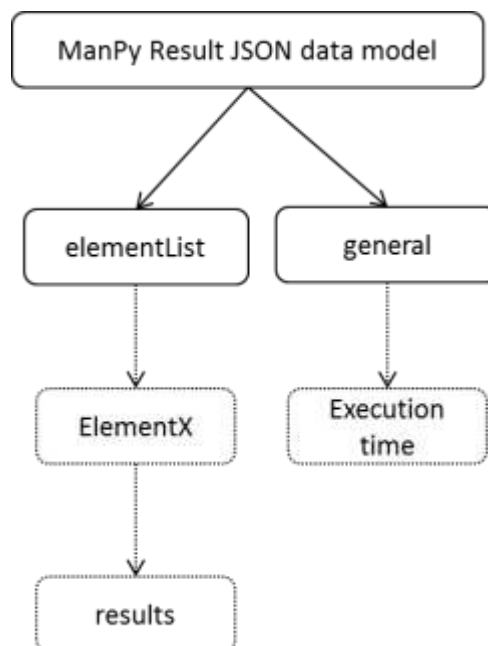 ManPy Result JSON data model
elementList
general
ElementX
Execution
time
results